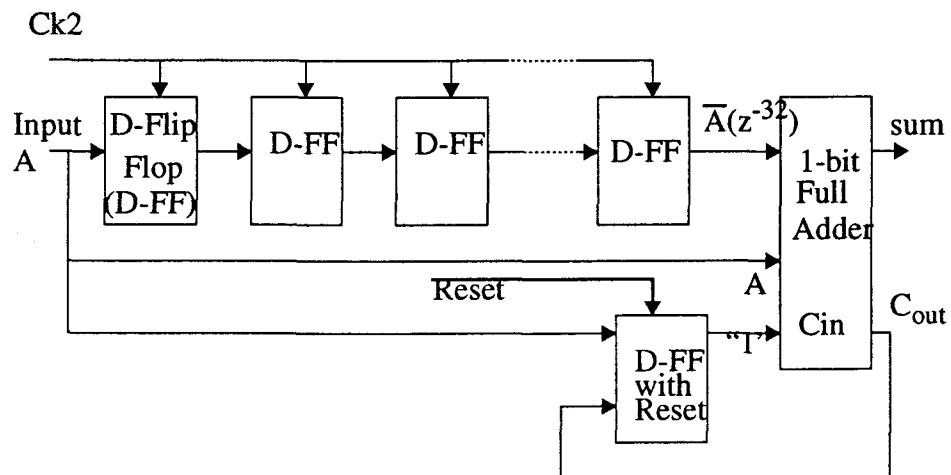 Ck2
Input
A
D-Flip
Flop
(D-FF)
D-FF
D-FF
D-FF
A̅(z⁻³²)
1-bit
Full
Adder
sum
A
Reset
"1"
Cin
Cout
D-FF
with
Reset